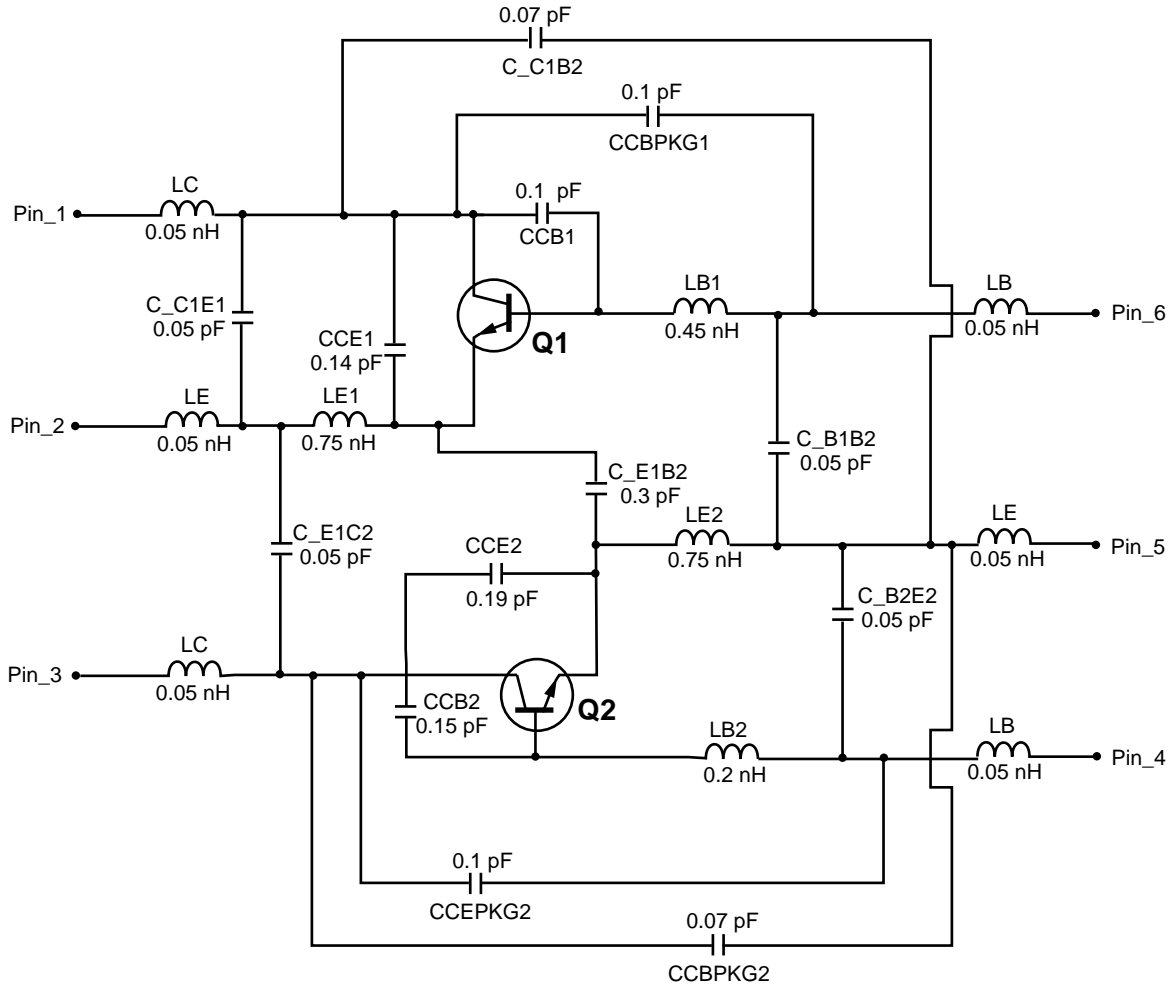 0.07 pF
C_C1B2
0.1 pF
CCBPKG1
LC
0.1 pF
Pin_1
0.05 nH
CCB1
C_C1E1
0.05 pF
LB1
LB
Pin_6
0.45 nH
0.05 nH
CCE1
0.14 pF
Q1
LE
LE1
Pin_2
0.05 nH
0.75 nH
C_B1B2
0.05 pF
C_E1B2
0.3 pF
LE2
LE
C_E1C2
0.05 pF
Pin_5
0.75 nH
0.05 nH
CCE2
0.19 pF
C_B2E2
0.05 pF
LC
Pin_3
0.05 nH
CCB2
0.15 pF
Q2
LB2
LB
Pin_4
0.2 nH
0.05 nH
0.1 pF
CCEPKG2
0.07 pF
CCBPKG2